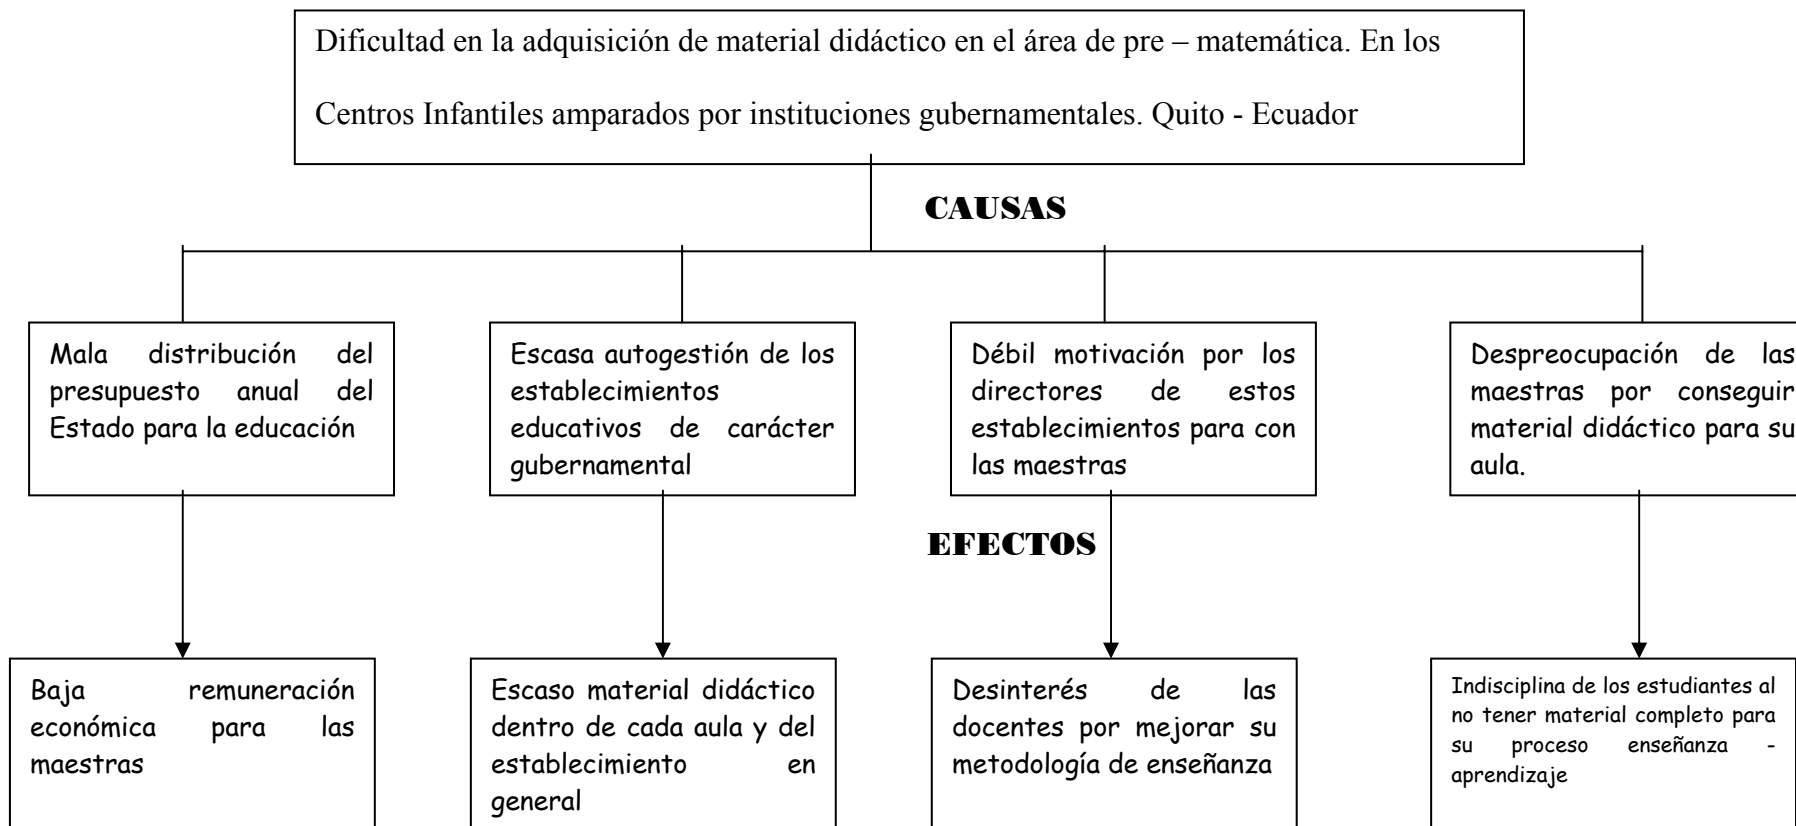 Dificultad en la adquisición de material didáctico en el área de pre – matemática. En los
Centros Infantiles amparados por instituciones gubernamentales. Quito - Ecuador
CAUSAS
Mala distribución del
presupuesto anual del
Estado para la educación
Escasa autogestión de los
establecimientos
educativos de carácter
gubernamental
Débil motivación por los
directores de estos
establecimientos para con
las maestras
Despreocupación de las
maestras por conseguir
material didáctico para su
aula.
EFECTOS
Baja remuneración
económica para las
maestras
Escaso material didáctico
dentro de cada aula y del
establecimiento en
general
Desinterés de las
docentes por mejorar su
metodología de enseñanza
Indisciplina de los estudiantes al
no tener material completo para
su proceso enseñanza -
aprendizaje